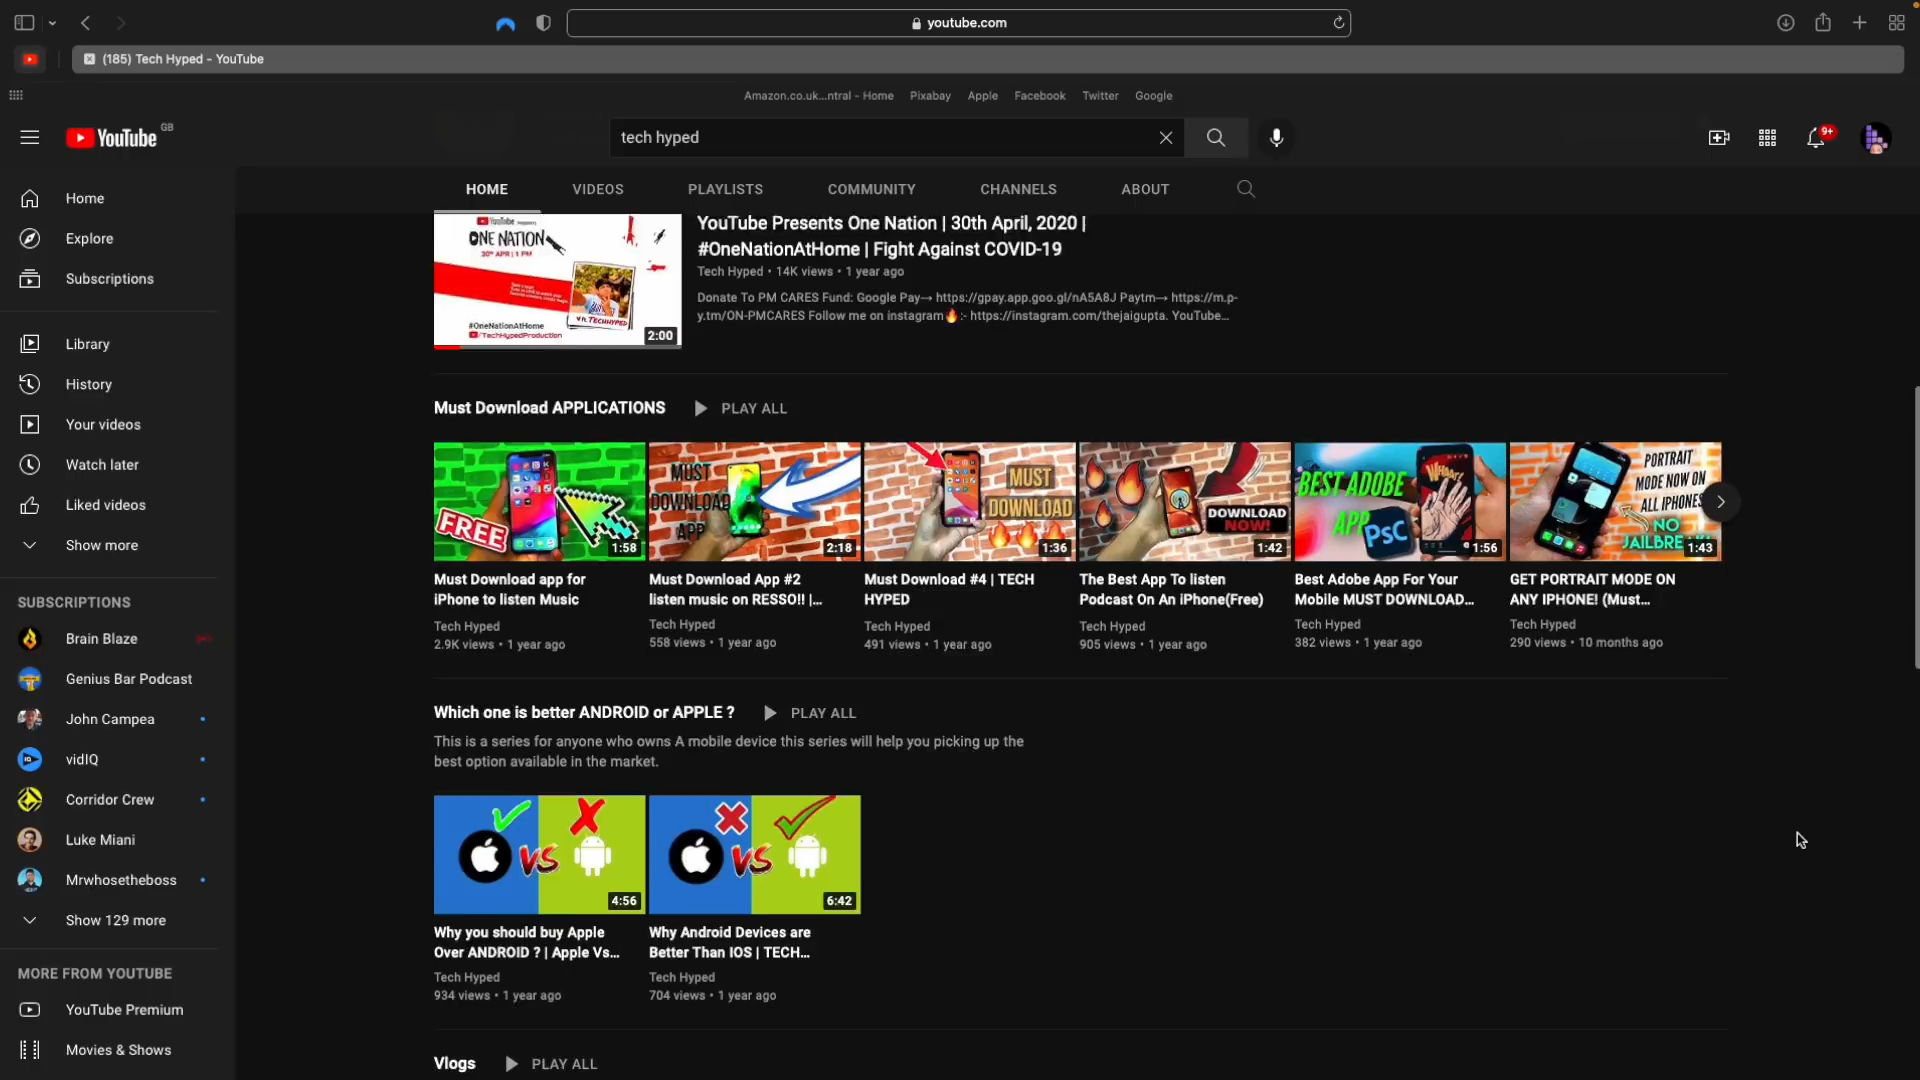 youtube.com
(185) Tech Hyped - YouTube
Amazon.co.uk...ntral - Home Pixabay Apple Facebook Twitter Google
YouTube GB
tech hyped
9+
HOME VIDEOS PLAYLISTS COMMUNITY CHANNELS ABOUT
Home
Explore
Subscriptions
Library
History
Your videos
Watch later
Liked videos
Show more
SUBSCRIPTIONS
Brain Blaze
Genius Bar Podcast
John Campea
vidIQ
Corridor Crew
Luke Miani
Mrwhosetheboss
Show 129 more
MORE FROM YOUTUBE
YouTube Premium
Movies & Shows
ONE NATION
30th APR | 1 PM
ft. TECHHYPED
#OneNationAtHome
/TechHypedProduction
2:00
YouTube Presents One Nation | 30th April, 2020 |
#OneNationAtHome | Fight Against COVID-19
Tech Hyped • 14K views • 1 year ago
Donate To PM CARES Fund: Google Pay→ https://gpay.app.goo.gl/nA5A8J Paytm→ https://m.p-
y.tm/ON-PMCARES Follow me on instagram🔥:- https://instagram.com/thejaigupta. YouTube...
Must Download APPLICATIONS PLAY ALL
FREE
1:58
Must Download app for
iPhone to listen Music
Tech Hyped
2.9K views • 1 year ago
MUST
DOWNLOAD
APP
2:18
Must Download App #2
listen music on RESSO!! |...
Tech Hyped
558 views • 1 year ago
MUST
DOWNLOAD
1:36
Must Download #4 | TECH
HYPED
Tech Hyped
491 views • 1 year ago
DOWNLOAD
NOW!
1:42
The Best App To listen
Podcast On An iPhone(Free)
Tech Hyped
905 views • 1 year ago
BEST ADOBE
APP
PsC
WHAAM!
1:56
Best Adobe App For Your
Mobile MUST DOWNLOAD...
Tech Hyped
382 views • 1 year ago
PORTRAIT
MODE NOW ON
ALL IPHONES
NO
JAILBREAK
1:43
GET PORTRAIT MODE ON
ANY IPHONE! (Must...
Tech Hyped
290 views • 10 months ago
Which one is better ANDROID or APPLE ? PLAY ALL
This is a series for anyone who owns A mobile device this series will help you picking up the
best option available in the market.
VS
4:56
Why you should buy Apple
Over ANDROID ? | Apple Vs...
Tech Hyped
934 views • 1 year ago
VS
6:42
Why Android Devices are
Better Than IOS | TECH...
Tech Hyped
704 views • 1 year ago
Vlogs PLAY ALL